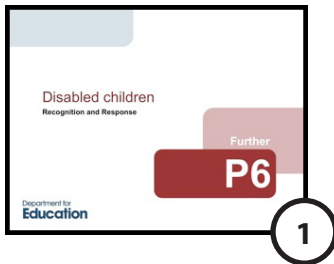 Disabled children
Recognition and Response
Further
P6
Department for
Education
1